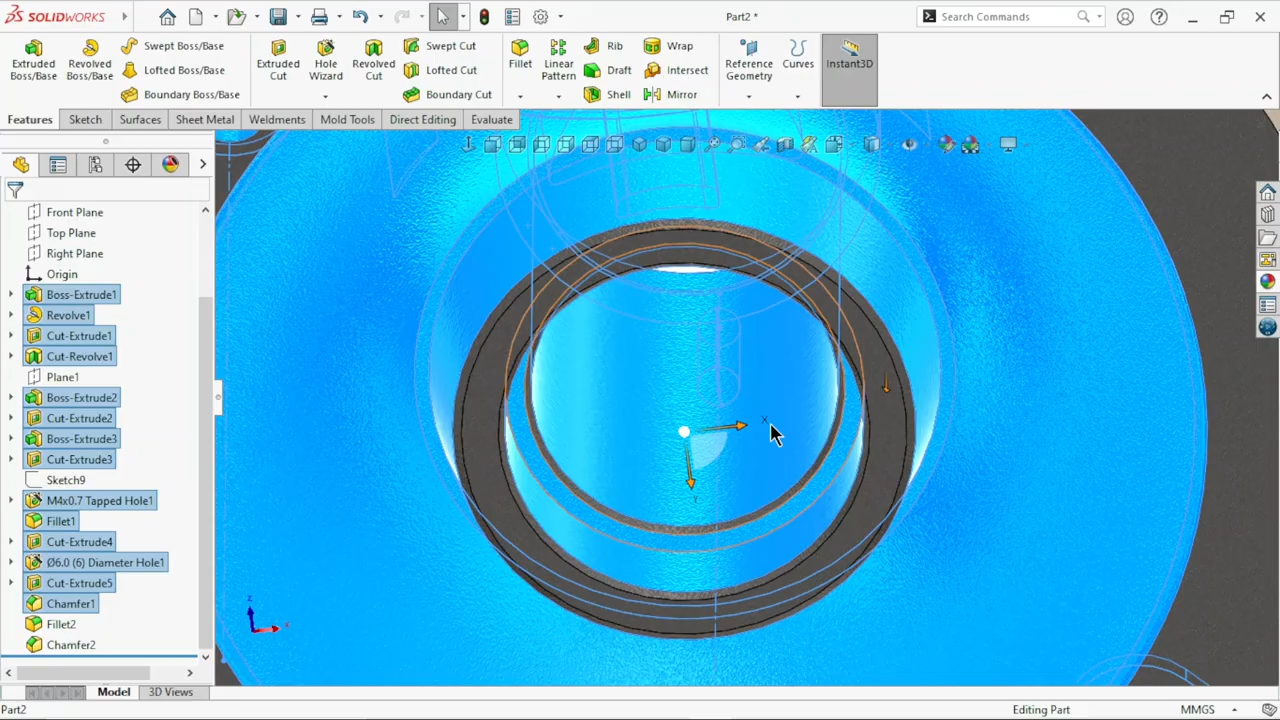 SOLIDWORKS
Part2 *
Search Commands
Extruded Boss/Base
Revolved Boss/Base
Swept Boss/Base
Lofted Boss/Base
Boundary Boss/Base
Extruded Cut
Hole Wizard
Revolved Cut
Swept Cut
Lofted Cut
Boundary Cut
Fillet
Linear Pattern
Rib
Draft
Shell
Wrap
Intersect
Mirror
Reference Geometry
Curves
Instant3D
Features
Sketch
Surfaces
Sheet Metal
Weldments
Mold Tools
Direct Editing
Evaluate
Front Plane
Top Plane
Right Plane
Origin
Boss-Extrude1
Revolve1
Cut-Extrude1
Cut-Revolve1
Plane1
Boss-Extrude2
Cut-Extrude2
Boss-Extrude3
Cut-Extrude3
Sketch9
M4x0.7 Tapped Hole1
Fillet1
Cut-Extrude4
Ø6.0 (6) Diameter Hole1
Cut-Extrude5
Chamfer1
Fillet2
Chamfer2
X
Y
z
x
Model
3D Views
Editing Part
MMGS